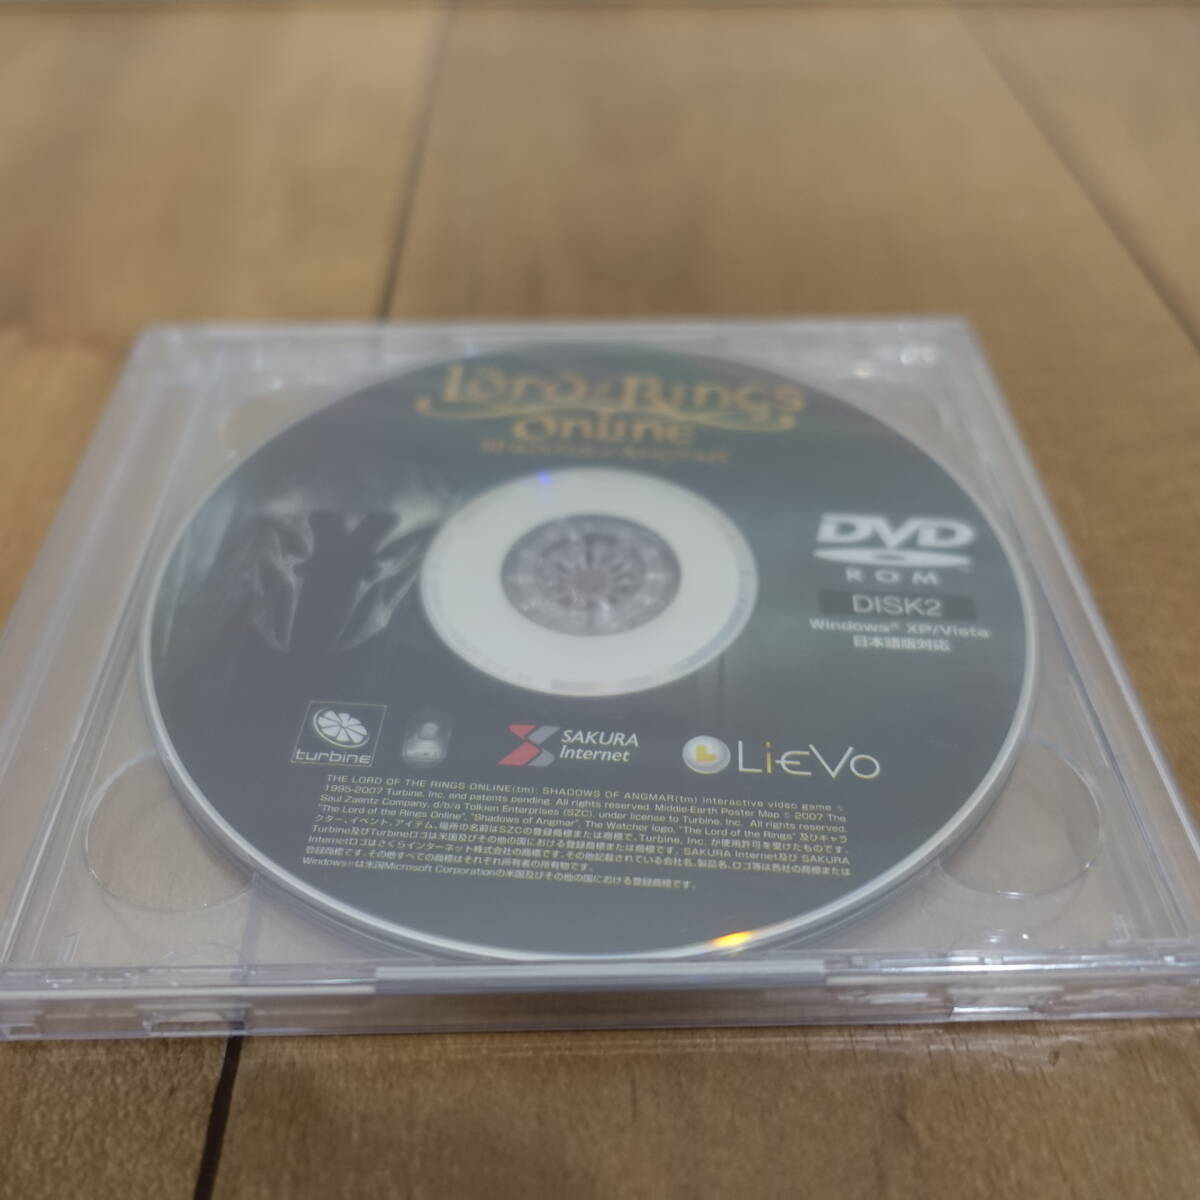 Lord of the Rings
Online
Shadows of Angmar
DVD
ROM
DISK2
Windows® XP/Vista
日本語版対応
turbine
SAKURA
Internet
LiEVo
THE LORD OF THE RINGS ONLINE(tm): SHADOWS OF ANGMAR(tm) interactive video game ©
1995-2007 Turbine, Inc. and patents pending. All rights reserved. Middle-Earth Poster Map © 2007 The
Saul Zaentz Company, d/b/a Tolkien Enterprises (SZC), under license to Turbine, Inc. All rights reserved.
"The Lord of the Rings Online", "Shadows of Angmar", The Watcher logo, "The Lord of the Rings" 及びキャラ
クター、イベント、アイテム、場所の名前はSZCの登録商標または商標で、Turbine, Inc. が使用許可を受けたものです。
Turbine及びTurbineロゴは米国及びその他の国における登録商標または商標です。SAKURA Internet及び SAKURA
Internetロゴはさくらインターネット株式会社の商標です。その他記載されている会社名、製品名、ロゴ等は各社の商標または
登録商標です。その他すべての商標はそれぞれ所有者の所有物です。
Windows®は米国Microsoft Corporationの米国及びその他の国における登録商標です。